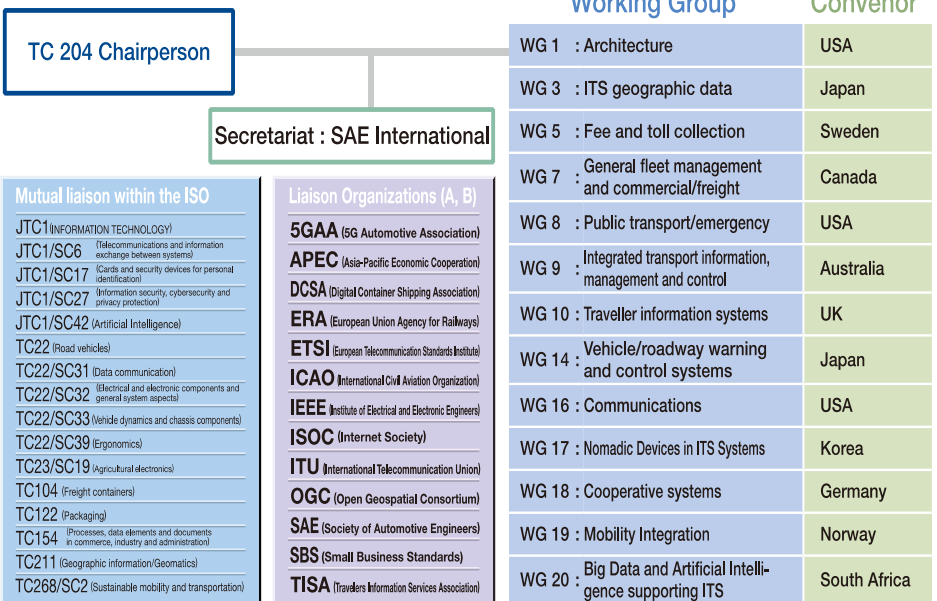 Working Group Convenor
TC 204 Chairperson
Secretariat : SAE International
WG 1 : Architecture USA
WG 3 : ITS geographic data Japan
WG 5 : Fee and toll collection Sweden
WG 7 : General fleet management
and commercial/freight Canada
WG 8 : Public transport/emergency USA
WG 9 : Integrated transport information,
management and control Australia
WG 10 : Traveller information systems UK
WG 14 : Vehicle/roadway warning
and control systems Japan
WG 16 : Communications USA
WG 17 : Nomadic Devices in ITS Systems Korea
WG 18 : Cooperative systems Germany
WG 19 : Mobility Integration Norway
WG 20 : Big Data and Artificial Intelli-
gence supporting ITS South Africa
Mutual liaison within the ISO
JTC1(INFORMATION TECHNOLOGY)
JTC1/SC6 (Telecommunications and information
exchange between systems)
JTC1/SC17 (Cards and security devices for personal
identification)
JTC1/SC27 (Information security, cybersecurity and
privacy protection)
JTC1/SC42 (Artificial Intelligence)
TC22 (Road vehicles)
TC22/SC31 (Data communication)
TC22/SC32 (Electrical and electronic components and
general system aspects)
TC22/SC33 (Vehicle dynamics and chassis components)
TC22/SC39 (Ergonomics)
TC23/SC19 (Agricultural electronics)
TC104 (Freight containers)
TC122 (Packaging)
TC154 (Processes, data elements and documents
in commerce, industry and administration)
TC211 (Geographic information/Geomatics)
TC268/SC2 (Sustainable mobility and transportation)
Liaison Organizations (A, B)
5GAA (5G Automotive Association)
APEC (Asia-Pacific Economic Cooperation)
DCSA (Digital Container Shipping Association)
ERA (European Union Agency for Railways)
ETSI (European Telecommunication Standards Institute)
ICAO (International Civil Aviation Organization)
IEEE (Institute of Electrical and Electronic Engineers)
ISOC (Internet Society)
ITU (International Telecommunication Union)
OGC (Open Geospatial Consortium)
SAE (Society of Automotive Engineers)
SBS (Small Business Standards)
TISA (Travelers Information Services Association)